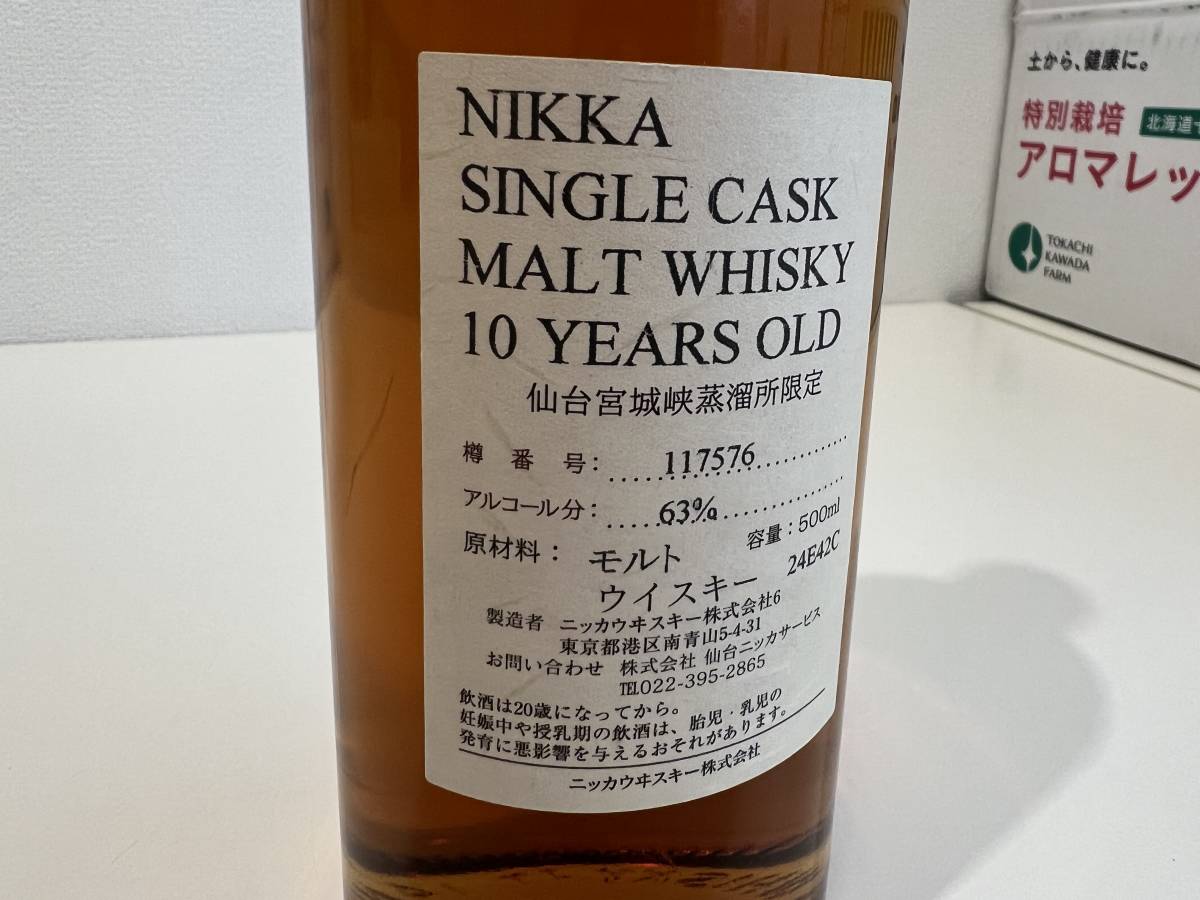 NIKKA
SINGLE CASK
MALT WHISKY
10 YEARS OLD
仙台宮城峡蒸溜所限定
樽番号: 117576
アルコール分: 63%
容量:500ml
原材料: モルト
ウイスキー 24E42C
製造者 ニッカウヰスキー株式会社6
東京都港区南青山5-4-31
お問い合わせ 株式会社 仙台ニッカサービス
TEL022-395-2865
飲酒は20歳になってから。
妊娠中や授乳期の飲酒は、胎児・乳児の
発育に悪影響を与えるおそれがあります。
ニッカウヰスキー株式会社
土から、健康に。
特別栽培
北海道十
アロマレッ
TOKACHI
KAWADA
FARM